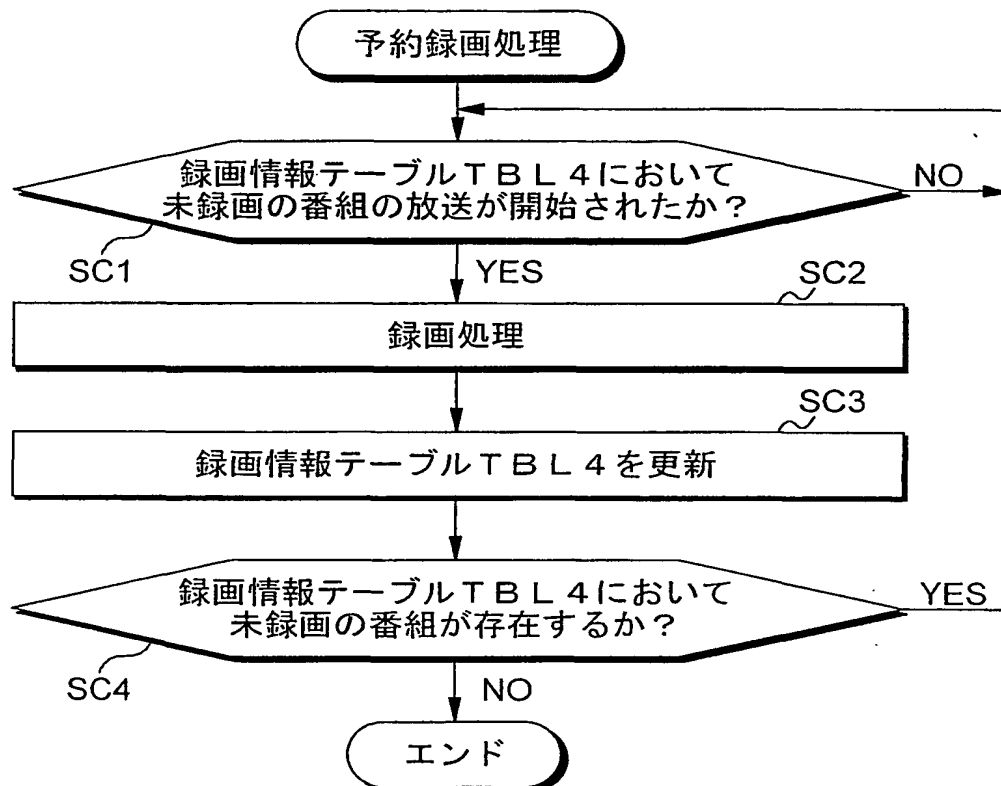 予約録画処理
録画情報テーブルＴＢＬ４において
未録画の番組の放送が開始されたか？
NO
SC1
YES
SC2
録画処理
SC3
録画情報テーブルＴＢＬ４を更新
録画情報テーブルＴＢＬ４において
未録画の番組が存在するか？
YES
SC4
NO
エンド